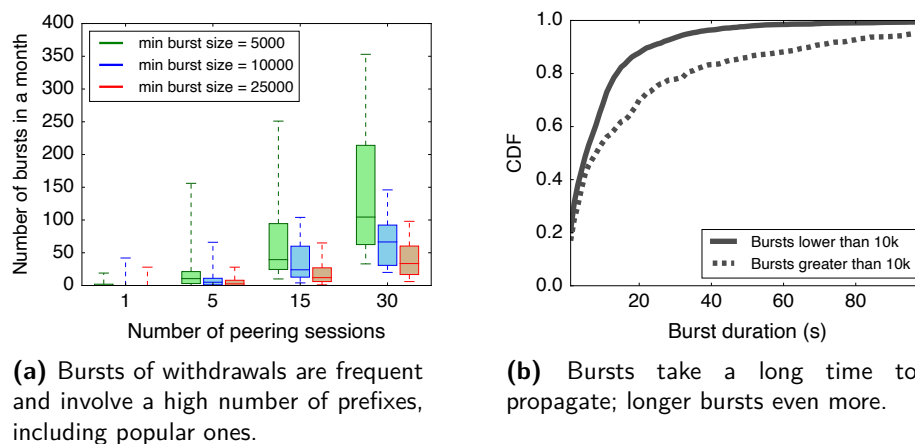 400
350
300
250
200
150
100
50
0
Number of bursts in a month
min burst size = 5000
min burst size = 10000
min burst size = 25000
1 5 15 30
Number of peering sessions
(a) Bursts of withdrawals are frequent
and involve a high number of prefixes,
including popular ones.
1.0
0.8
0.6
0.4
0.2
0.0
CDF
Bursts lower than 10k
Bursts greater than 10k
20 40 60 80
Burst duration (s)
(b) Bursts take a long time to
propagate; longer bursts even more.